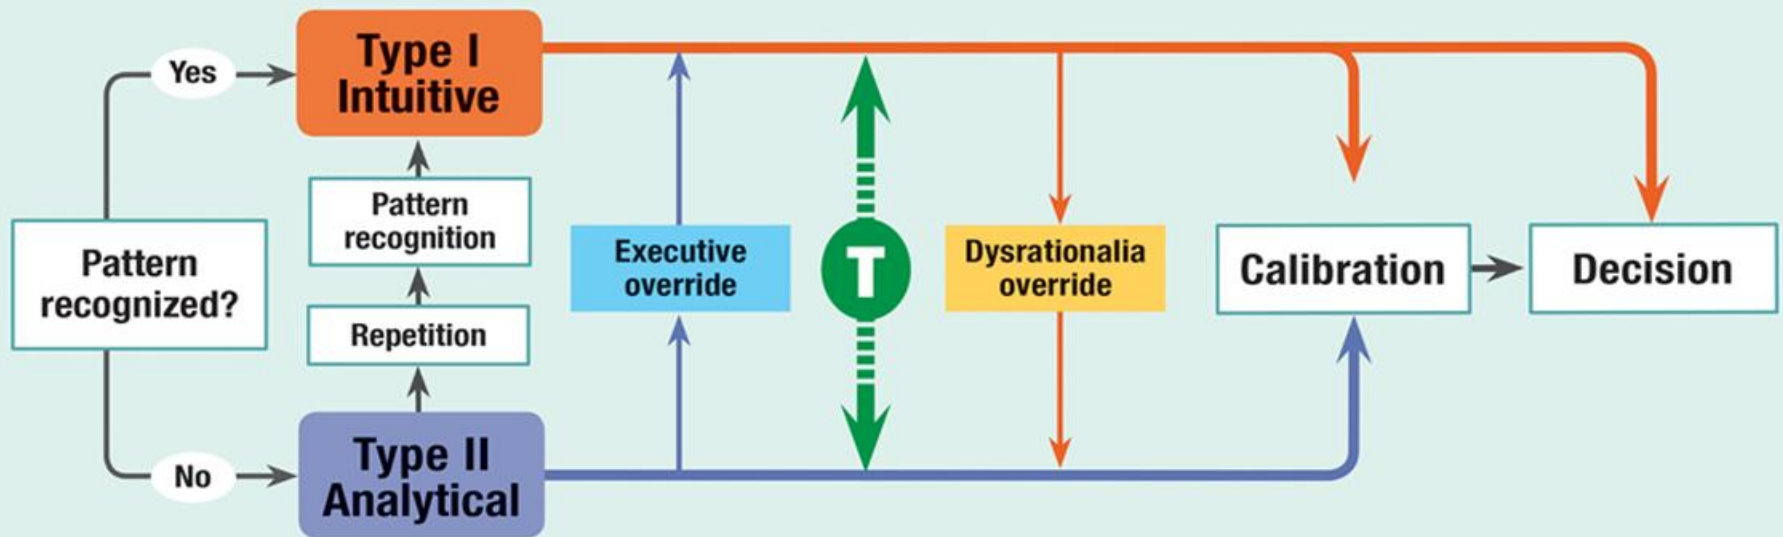 Yes
Type I
Intuitive
Pattern
recognition
Pattern
recognized?
Executive
override
T
Dysrationalia
override
Calibration
Decision
Repetition
No
Type II
Analytical